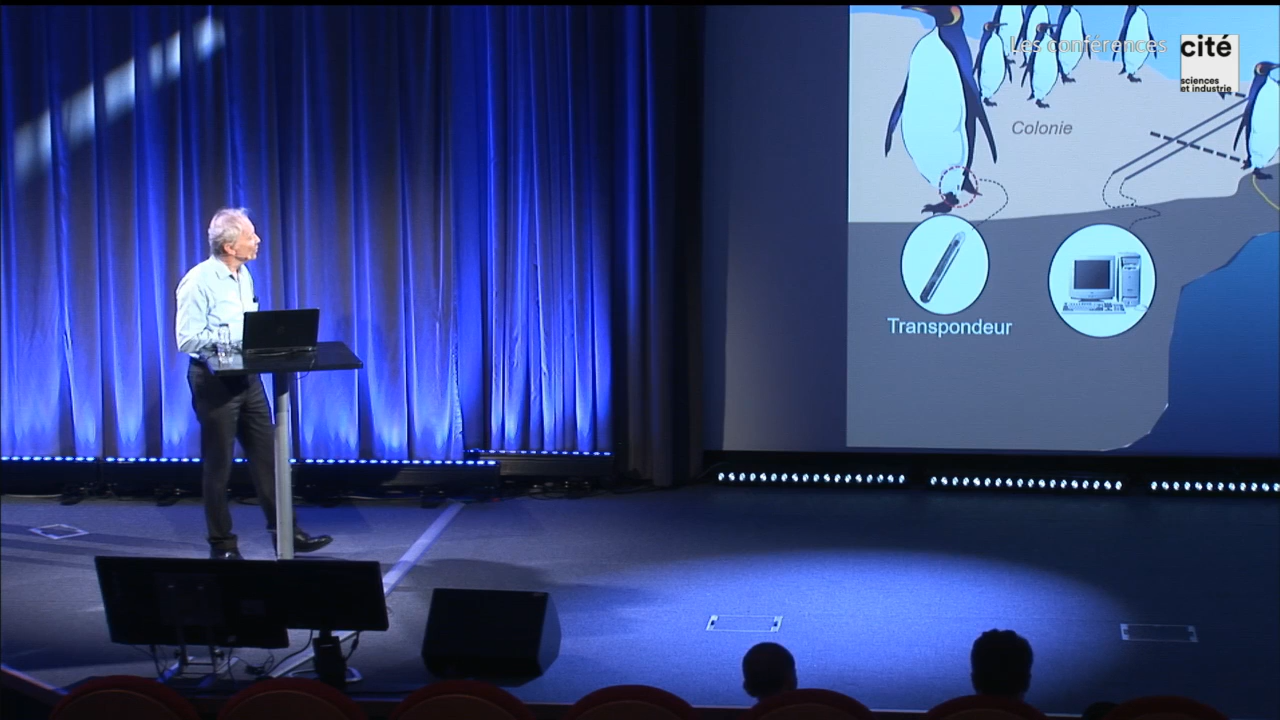 Les conférences
cité
sciences
et industrie
Colonie
Transpondeur